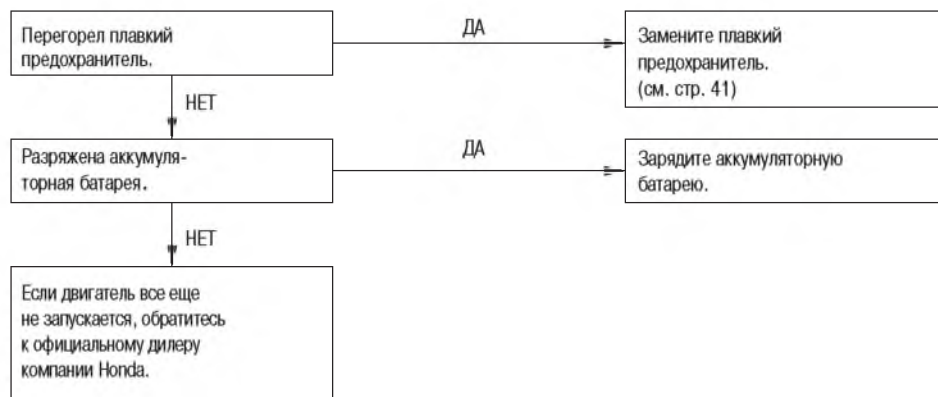 Перегорел плавкий
предохранитель.
ДА
Замените плавкий
предохранитель.
(см. стр. 41)
НЕТ
Разряжена аккумуля-
торная батарея.
ДА
Зарядите аккумуляторную
батарею.
НЕТ
Если двигатель все еще
не запускается, обратитесь
к официальному дилеру
компании Honda.